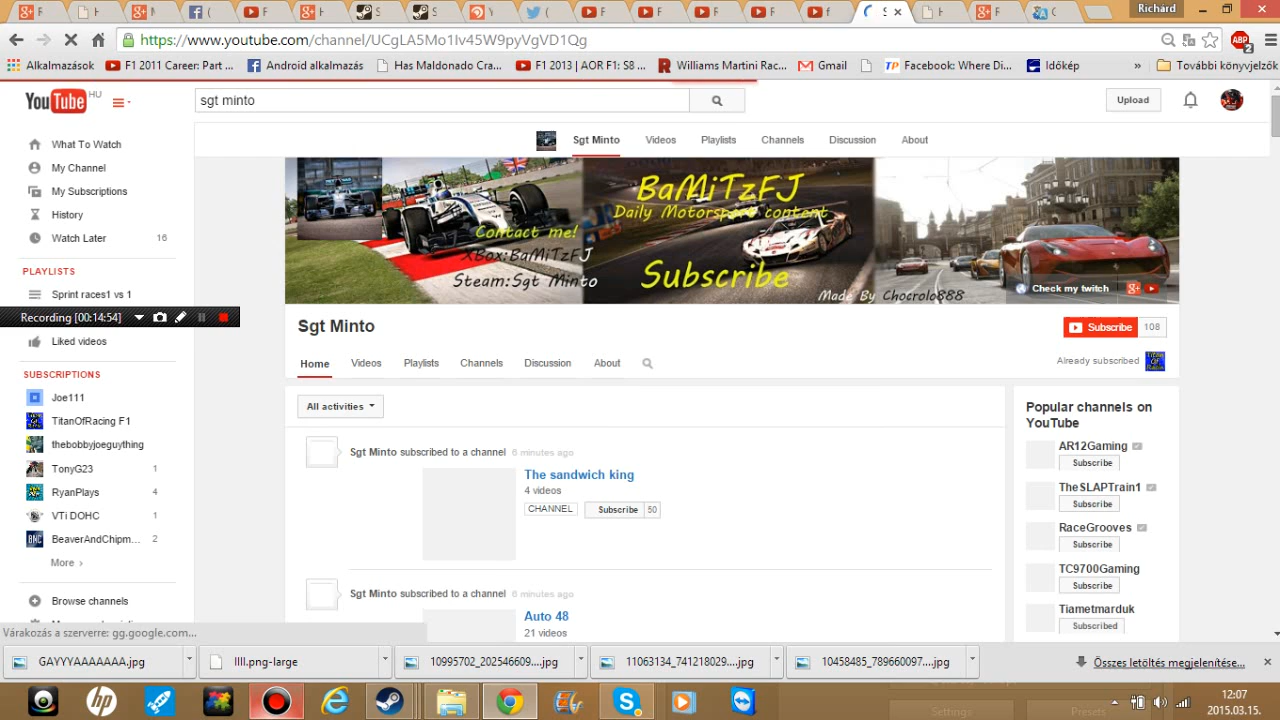 Richárd
https://www.youtube.com/channel/UCgLA5Mo1Iv45W9pyVgVD1Qg
ABP
2
Alkalmazások
F1 2011 Career: Part ...
Android alkalmazás
Has Maldonado Cra...
F1 2013 | AOR F1: S8 ...
Williams Martini Rac...
Gmail
Facebook: Where Di...
Időkép
»
További könyvjelzők
YouTube HU
sgt minto
Upload
Sgt Minto
Videos
Playlists
Channels
Discussion
About
What To Watch
My Channel
My Subscriptions
History
Watch Later 16
PLAYLISTS
Sprint races1 vs 1
Recording [00:14:54]
Liked videos
SUBSCRIPTIONS
Joe111
TitanOfRacing F1
thebobbyjoeguything
TonyG23 1
RyanPlays 4
VTi DOHC 1
BeaverAndChipm... 2
More ›
Browse channels
BaMiTzFJ
Daily Motorsport content
Contact me!
XBox:BaMiTzFJ
Steam:Sgt Minto
Subscribe
Made By Chocrolo888
Check my twitch
Sgt Minto
Subscribe 108
Home
Videos
Playlists
Channels
Discussion
About
Already subscribed
All activities
Sgt Minto subscribed to a channel 6 minutes ago
The sandwich king
4 videos
CHANNEL
Subscribe 50
Sgt Minto subscribed to a channel 6 minutes ago
Auto 48
21 videos
Popular channels on
YouTube
AR12Gaming
Subscribe
TheSLAPTrain1
Subscribe
RaceGrooves
Subscribe
TC9700Gaming
Subscribe
Tiametmarduk
Subscribed
Várakozás a szerverre: gg.google.com...
GAYYYAAAAAAA.jpg
IIII.png-large
10995702_202546609....jpg
11063134_741218026....jpg
10458485_789660097....jpg
Összes letöltés megjelenítése...
Settings
Presets
12:07
2015.03.15.